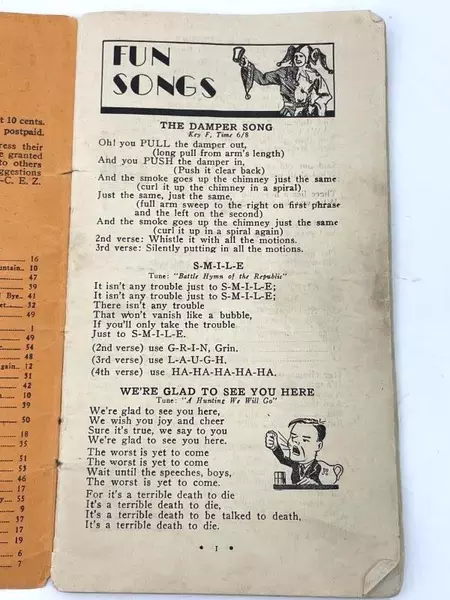 t 10 cents.
postpaid.
ress their
e granted
to others
ggestions
—C. E. Z.
16
untain.. 10
47
39
Bye.. 41
et... 32
49
1
49
54
48
gain.. 12
31
42
10
39
50
18
35
51
53
46
17
y.... 55
9
37
17
19
6
7
FUN
SONGS
THE DAMPER SONG
Key F. Time 6/8
Oh! you PULL the damper out,
(long pull from arm's length)
And you PUSH the damper in,
(Push it clear back)
And the smoke goes up the chimney just the same
(curl it up the chimney in a spiral)
Just the same, just the same,
(full arm sweep to the right on first phrase
and the left on the second)
And the smoke goes up the chimney just the same
(curl it up in a spiral again)
2nd verse: Whistle it with all the motions.
3rd verse: Silently putting in all the motions.
S-M-I-L-E
Tune: "Battle Hymn of the Republic"
It isn't any trouble just to S-M-I-L-E;
It isn't any trouble just to S-M-I-L-E;
There isn't any trouble
That won't vanish like a bubble,
If you'll only take the trouble
Just to S-M-I-L-E.
(2nd verse) use G-R-I-N, Grin.
(3rd verse) use L-A-U-G-H.
(4th verse) use HA-HA-HA-HA-HA.
WE'RE GLAD TO SEE YOU HERE
Tune: "A Hunting We Will Go"
We're glad to see you here,
We wish you joy and cheer
Sure it's true, we say to you
We're glad to see you here.
The worst is yet to come
The worst is yet to come
Wait until the speeches, boys,
The worst is yet to come.
For it's a terrible death to die
It's a terrible death to die,
It's a terrible death to be talked to death,
It's a terrible death to die.
• 1 •